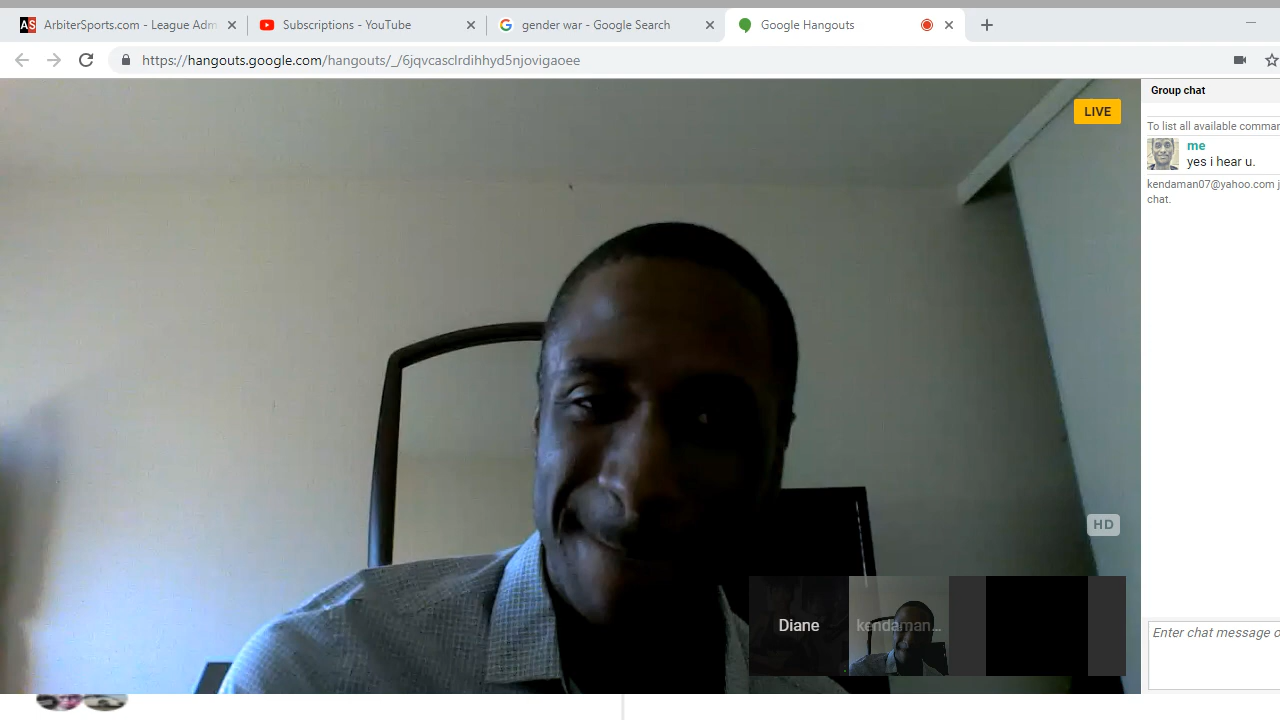 AS ArbiterSports.com - League Adm
Subscriptions - YouTube
gender war - Google Search
Google Hangouts
https://hangouts.google.com/hangouts/_/6jqvcasclrdihhyd5njovigaoee
LIVE
Group chat
To list all available comman
me
yes i hear u.
kendaman07@yahoo.com j
chat.
HD
Diane
kendaman...
Enter chat message o